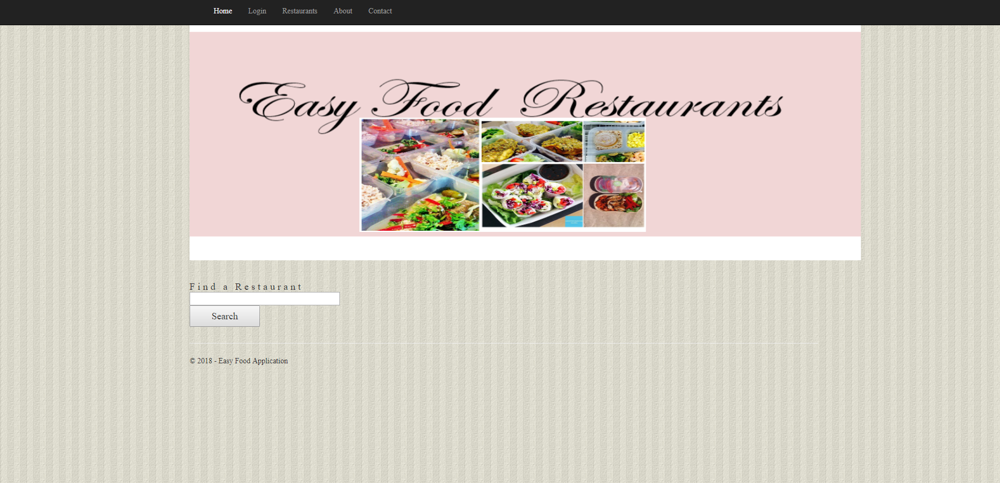 Home Login Restaurants About Contact
Easy Food Restaurants
Find a Restaurant
Search
© 2018 - Easy Food Application